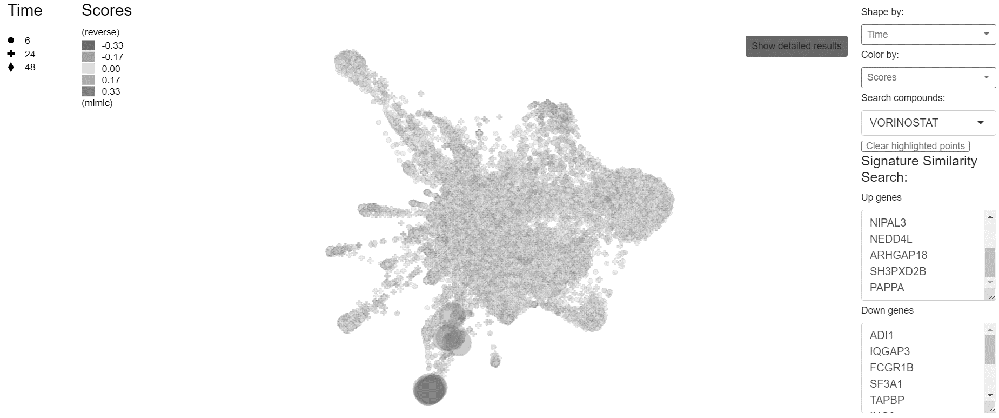 Time
6
24
48
Scores
(reverse)
-0.33
-0.17
0.00
0.17
0.33
(mimic)
Show detailed results
Shape by:
Time
Color by:
Scores
Search compounds:
VORINOSTAT
Clear highlighted points
Signature Similarity
Search:
Up genes
NIPAL3
NEDD4L
ARHGAP18
SH3PXD2B
PAPPA
Down genes
ADI1
IQGAP3
FCGR1B
SF3A1
TAPBP